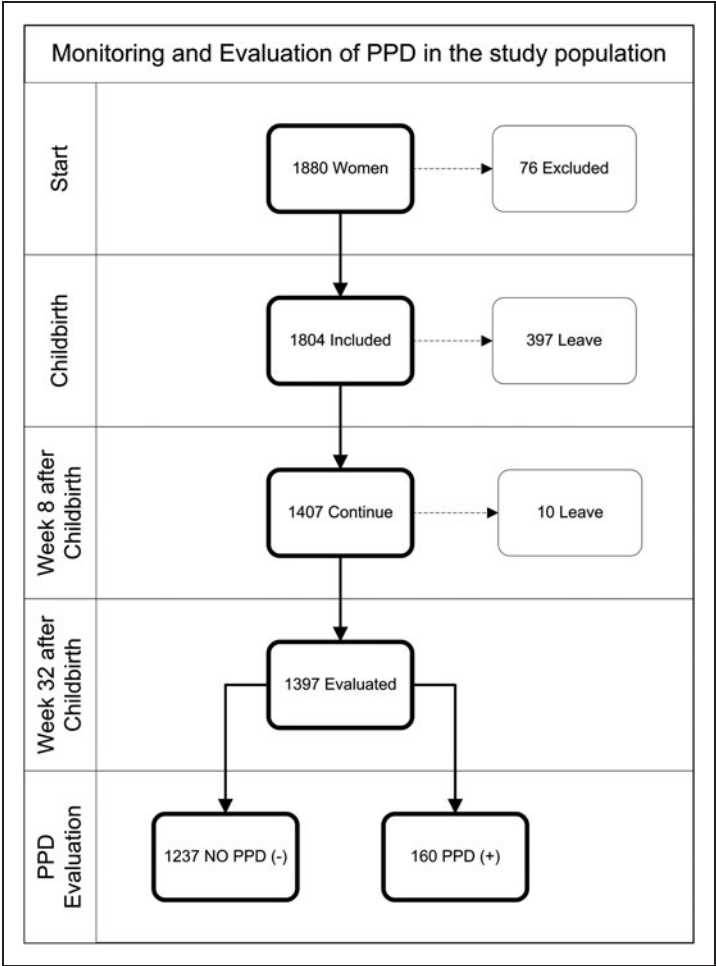 Monitoring and Evaluation of PPD in the study population
Start
1880 Women
76 Excluded
Childbirth
1804 Included
397 Leave
Week 8 after
Childbirth
1407 Continue
10 Leave
Week 32 after
Childbirth
1397 Evaluated
PPD
Evaluation
1237 NO PPD (-)
160 PPD (+)